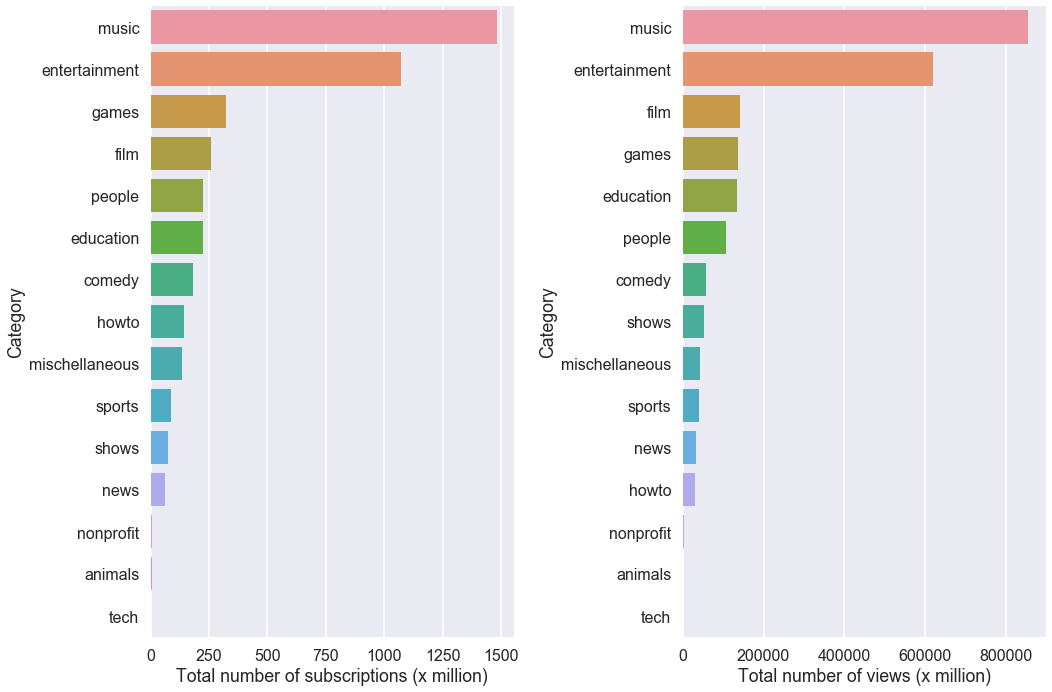 Category
music
entertainment
games
film
people
education
comedy
howto
mischellaneous
sports
shows
news
nonprofit
animals
tech
0 250 500 750 1000 1250 1500
Total number of subscriptions (x million)
Category
music
entertainment
film
games
education
people
comedy
shows
mischellaneous
sports
news
howto
nonprofit
animals
tech
0 200000 400000 600000 800000
Total number of views (x million)